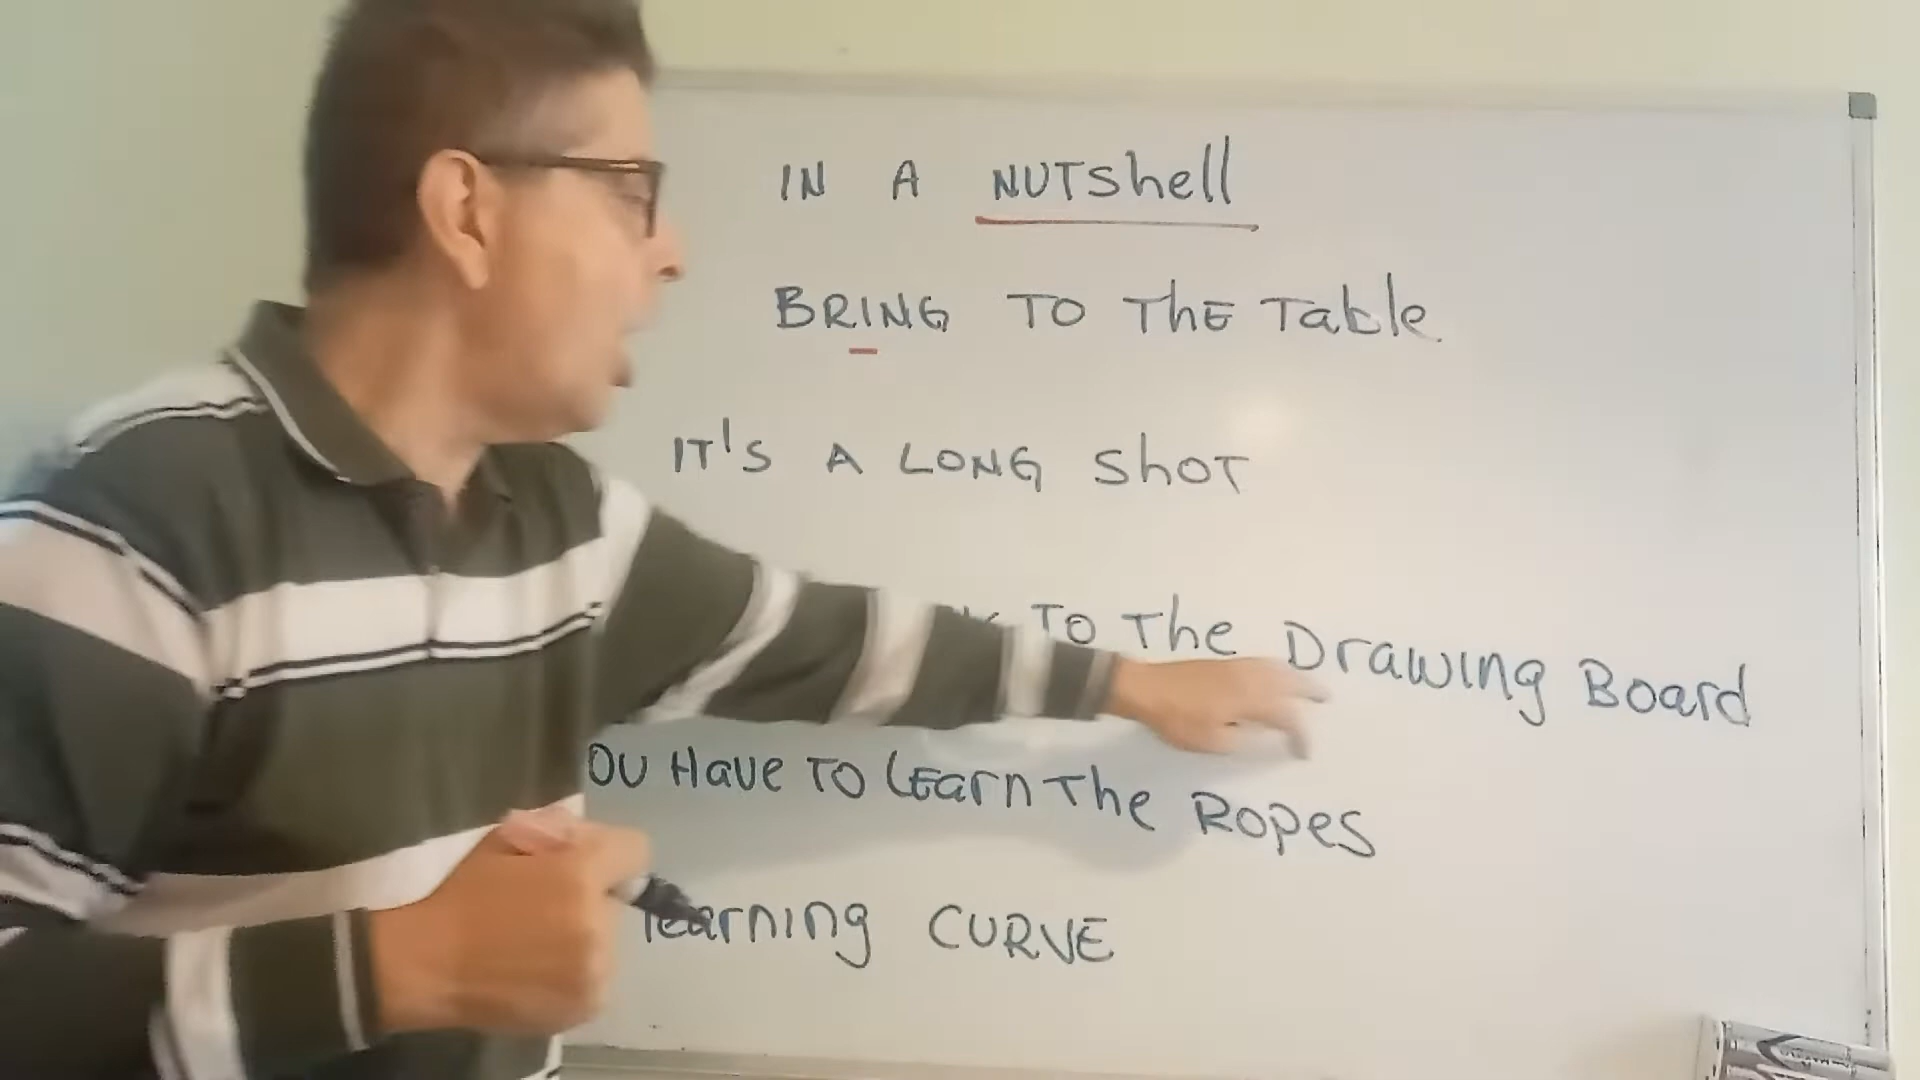 IN A NUTShell
BRING TO The Table
IT'S A LONG ShOT
TO The Drawing Board
OU Have TO LEarn The Ropes
learning CURVE